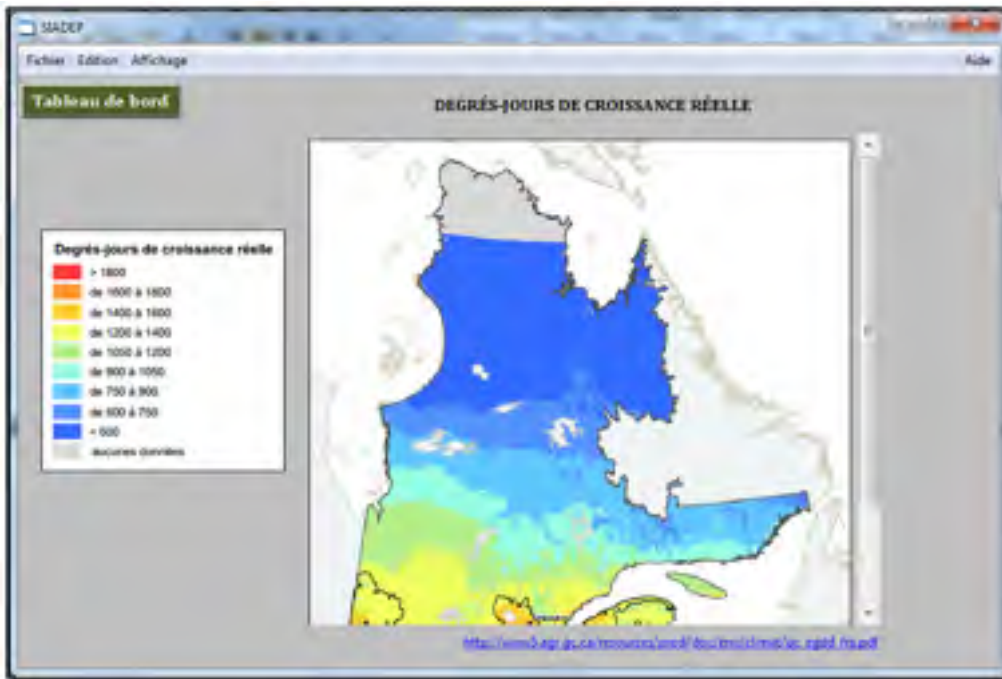 SIADEP
Fichier Edition Affichage Aide
Tableau de bord
DEGRÉS-JOURS DE CROISSANCE RÉELLE
Degrés-jours de croissance réelle
> 1800
de 1600 à 1800
de 1400 à 1600
de 1200 à 1400
de 1050 à 1200
de 900 à 1050
de 750 à 900
de 600 à 750
< 600
aucunes données